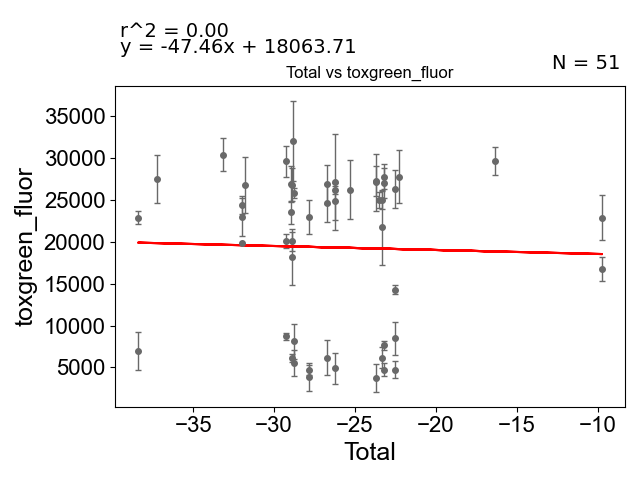 r^2 = 0.00
y = -47.46x + 18063.71
N = 51
Total vs toxgreen_fluor
35000
30000
25000
20000
15000
10000
5000
toxgreen_fluor
−35
−30
−25
−20
−15
−10
Total